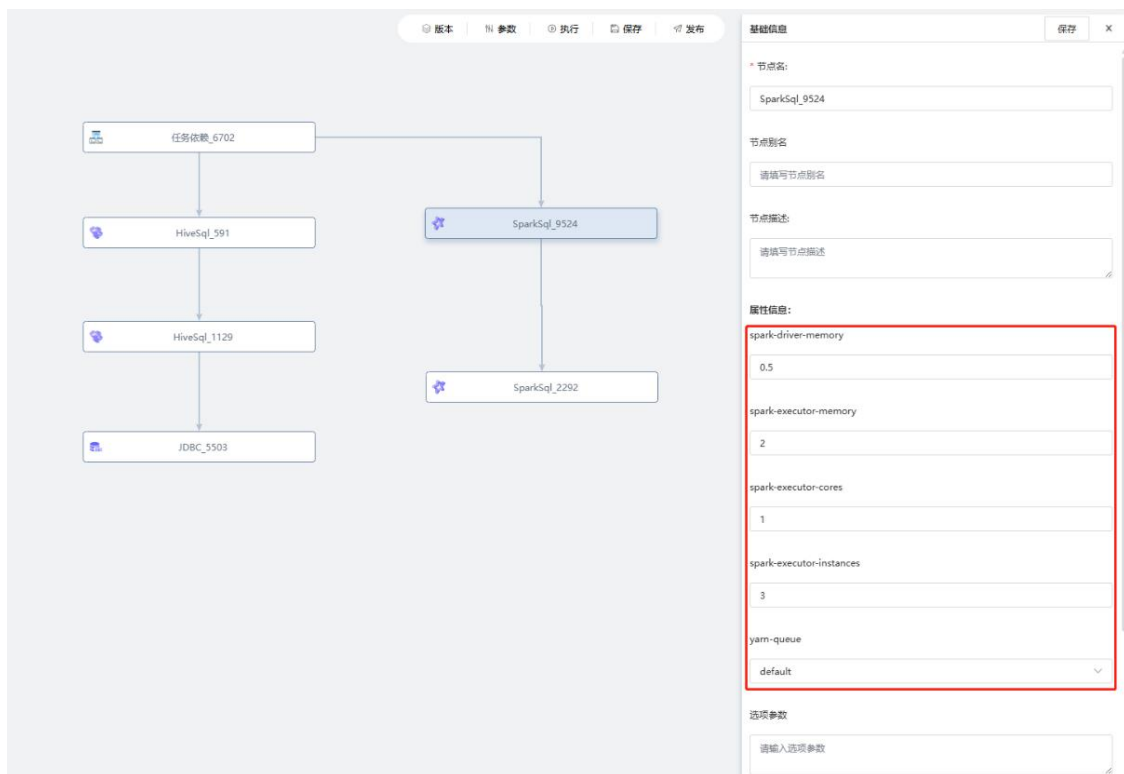 版本 参数 执行 保存 发布
任务依赖_6702
HiveSql_591
HiveSql_1129
JDBC_5503
SparkSql_9524
SparkSql_2292
基础信息 保存 ×
* 节点名:
SparkSql_9524
节点别名
请填写节点别名
节点描述:
请填写节点描述
属性信息:
spark-driver-memory
0.5
spark-executor-memory
2
spark-executor-cores
1
spark-executor-instances
3
yarn-queue
default
选项参数
请输入选项参数